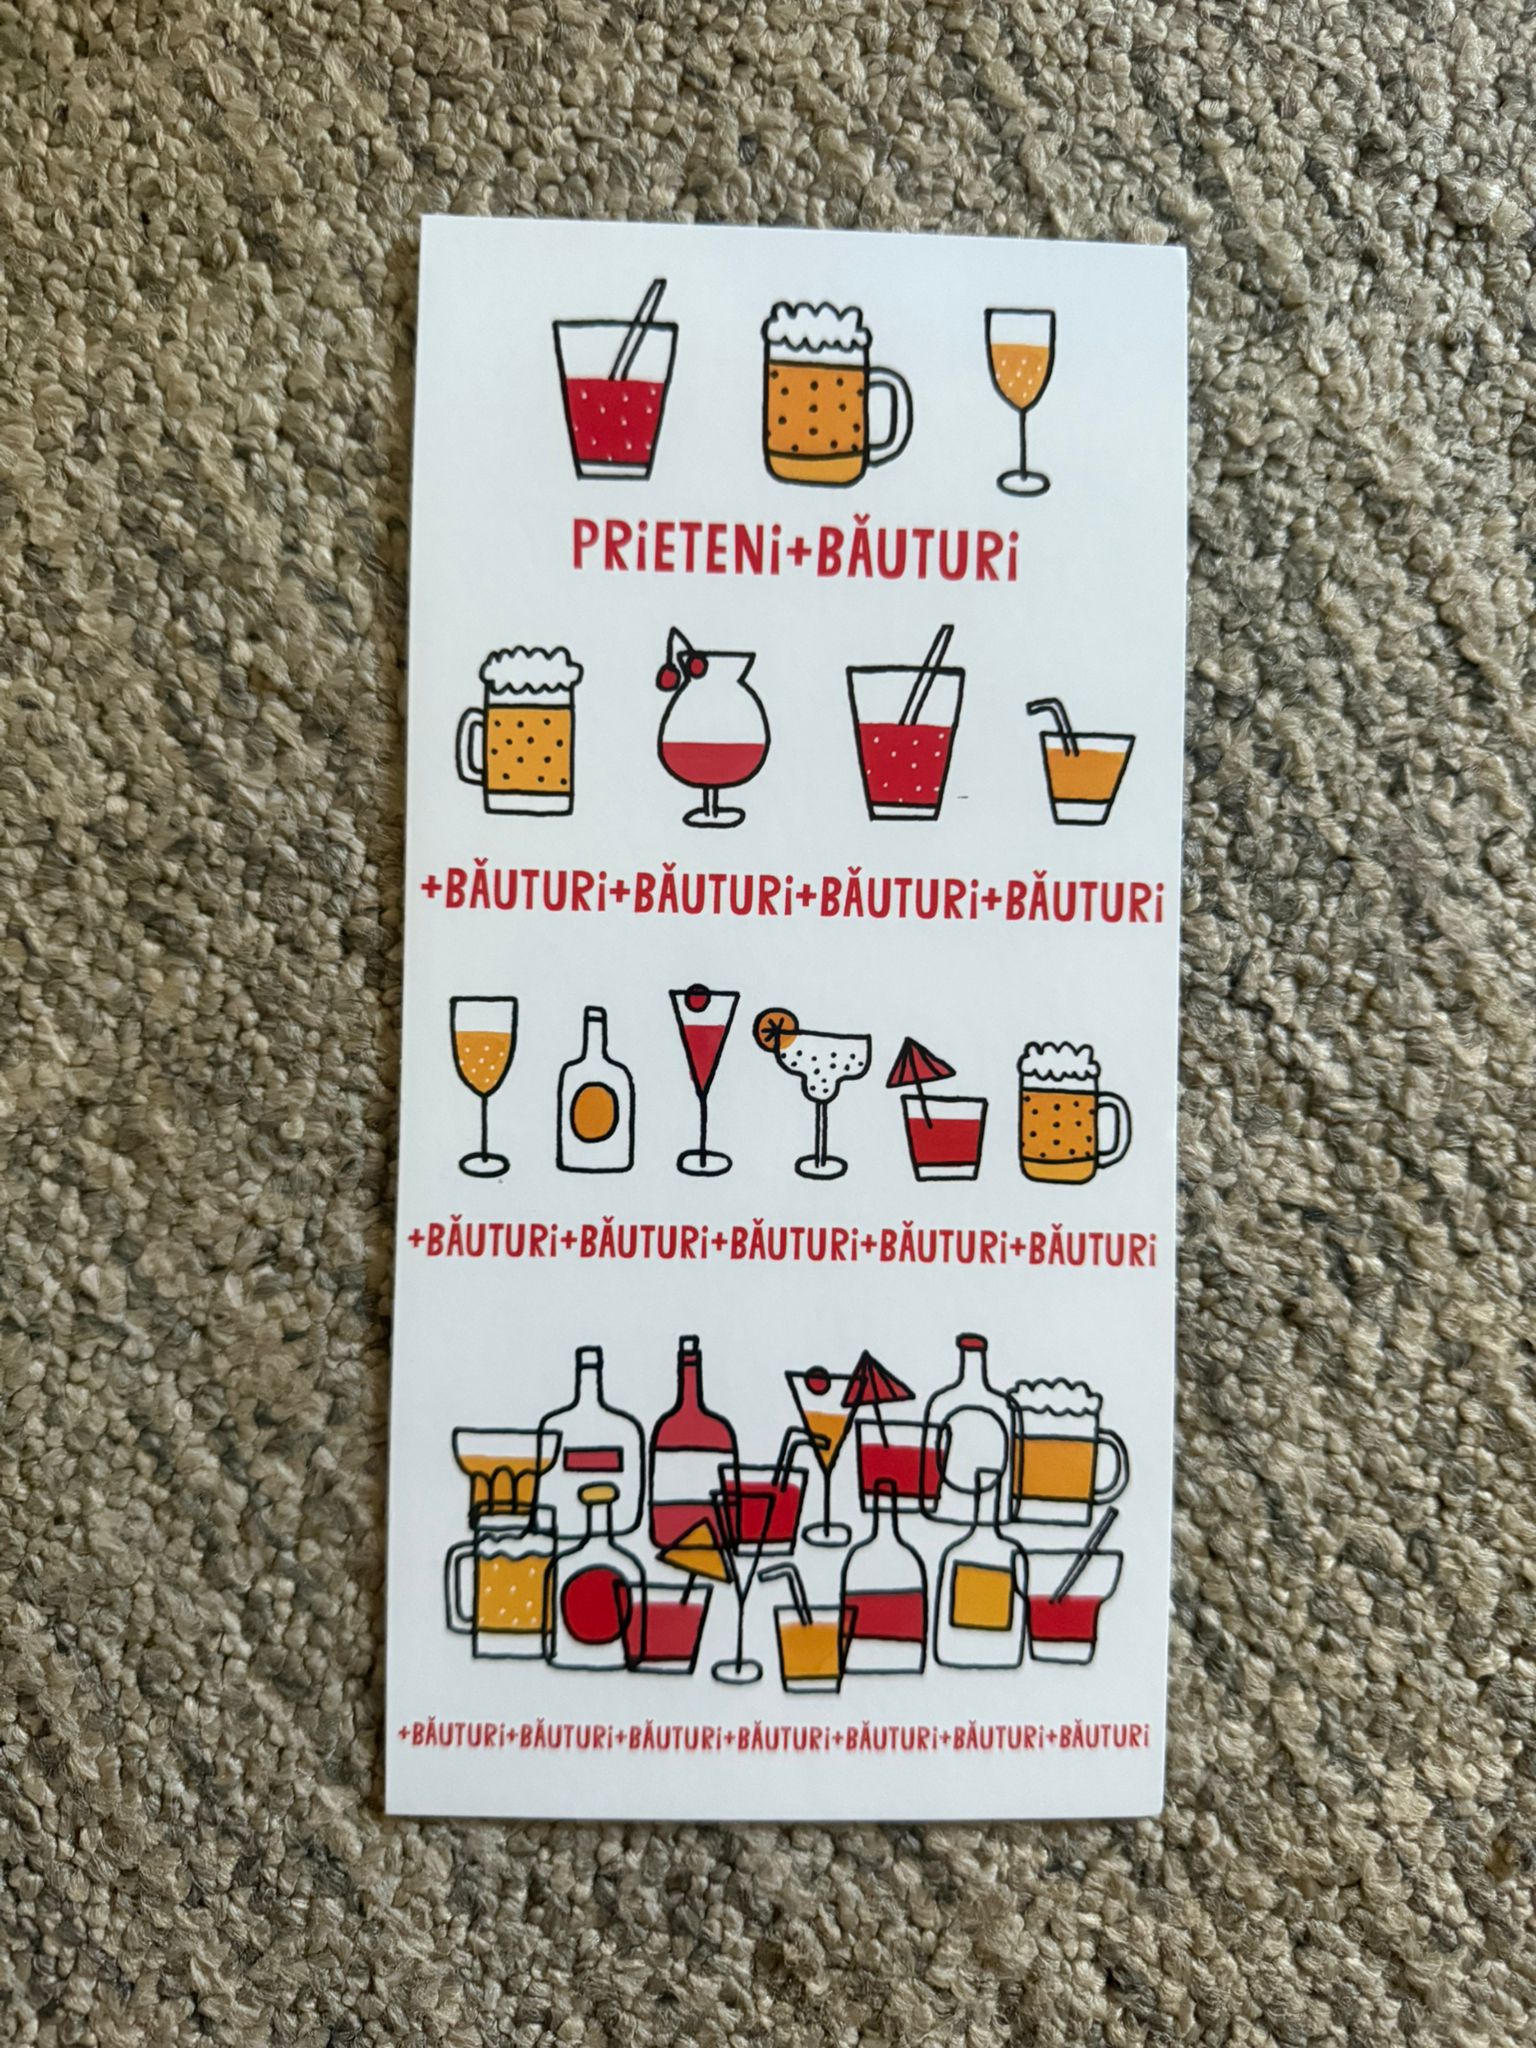 PRiETENi+BĂUTURi
+BĂUTURi+BĂUTURi+BĂUTURi+BĂUTURi
+BĂUTURi+BĂUTURi+BĂUTURi+BĂUTURi+BĂUTURi
+BĂUTURi+BĂUTURi+BĂUTURi+BĂUTURi+BĂUTURi+BĂUTURi+BĂUTURi